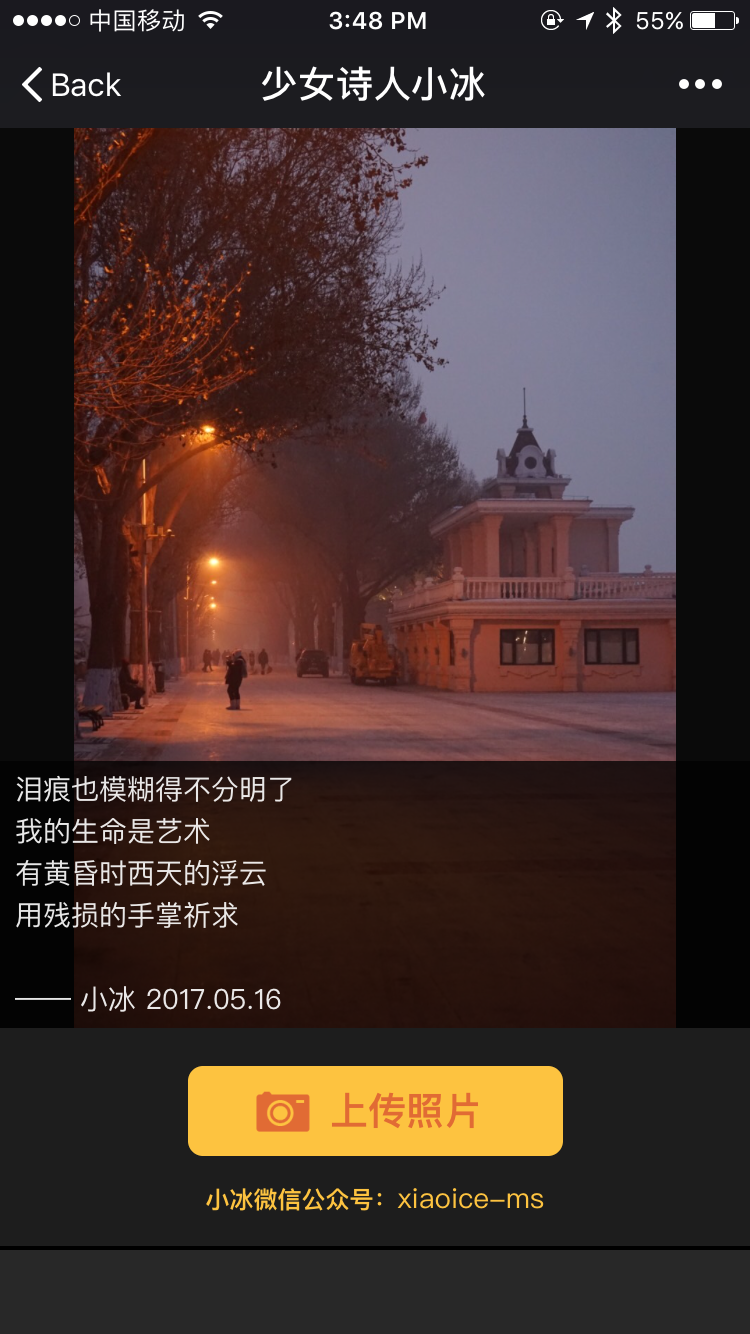 中国移动 3:48 PM 55%
Back 少女诗人小冰
泪痕也模糊得不分明了
我的生命是艺术
有黄昏时西天的浮云
用残损的手掌祈求
—— 小冰 2017.05.16
上传照片
小冰微信公众号：xiaoice-ms